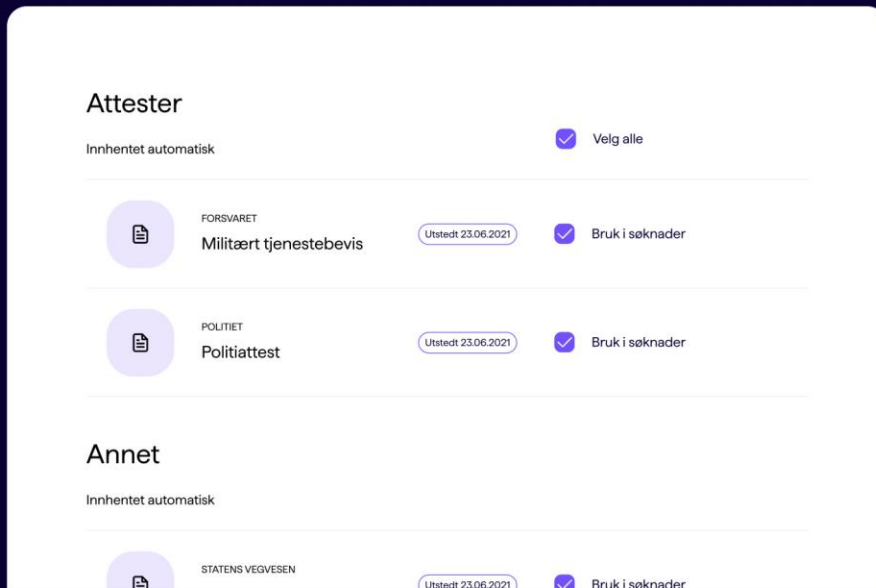 Attester
Innhentet automatisk
Velg alle
FORSVARET
Militært tjenestebevis
Utstedt 23.06.2021
Bruk i søknader
POLITIET
Politiattest
Utstedt 23.06.2021
Bruk i søknader
Annet
Innhentet automatisk
STATENS VEGVESEN
Utstedt 23.06.2021
Bruk i søknader